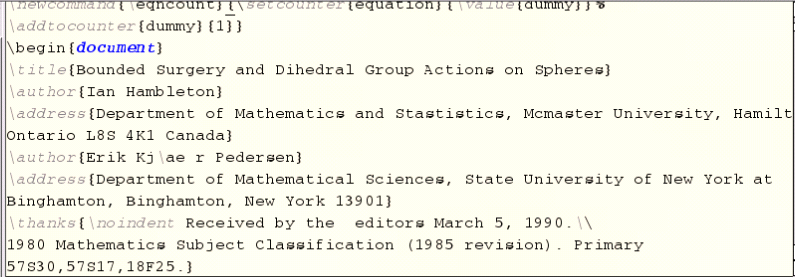 \newcommand{\eqncount}{\setcounter{equation}{\value{dummy}}%
\addtocounter{dummy}{1}}
\begin{document}
\title{Bounded Surgery and Dihedral Group Actions on Spheres}
\author{Ian Hambleton}
\address{Department of Mathematics and Stastistics, Mcmaster University, Hamilt
Ontario L8S 4K1 Canada}
\author{Erik Kj\ae r Pedersen}
\address{Department of Mathematical Sciences, State University of New York at
Binghamton, Binghamton, New York 13901}
\thanks{\noindent Received by the  editors March 5, 1990.\\
1980 Mathematics Subject Classification (1985 revision). Primary
57S30,57S17,18F25.}